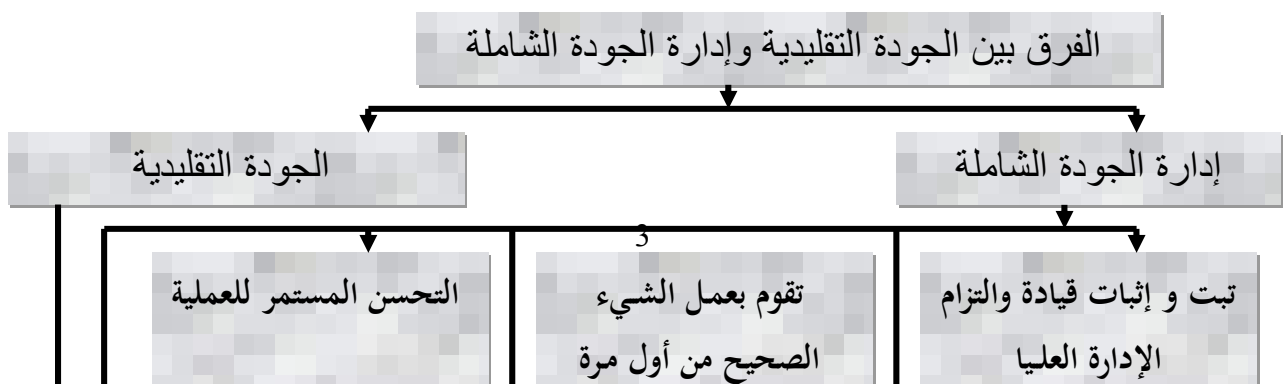 الفرق بين الجودة التقليدية وإدارة الجودة الشاملة
إدارة الجودة الشاملة
الجودة التقليدية
3
تبت و إثبات قيادة والتزام
الإدارة العليا
تقوم بعمل الشيء
الصحيح من أول مرة
التحسن المستمر للعملية